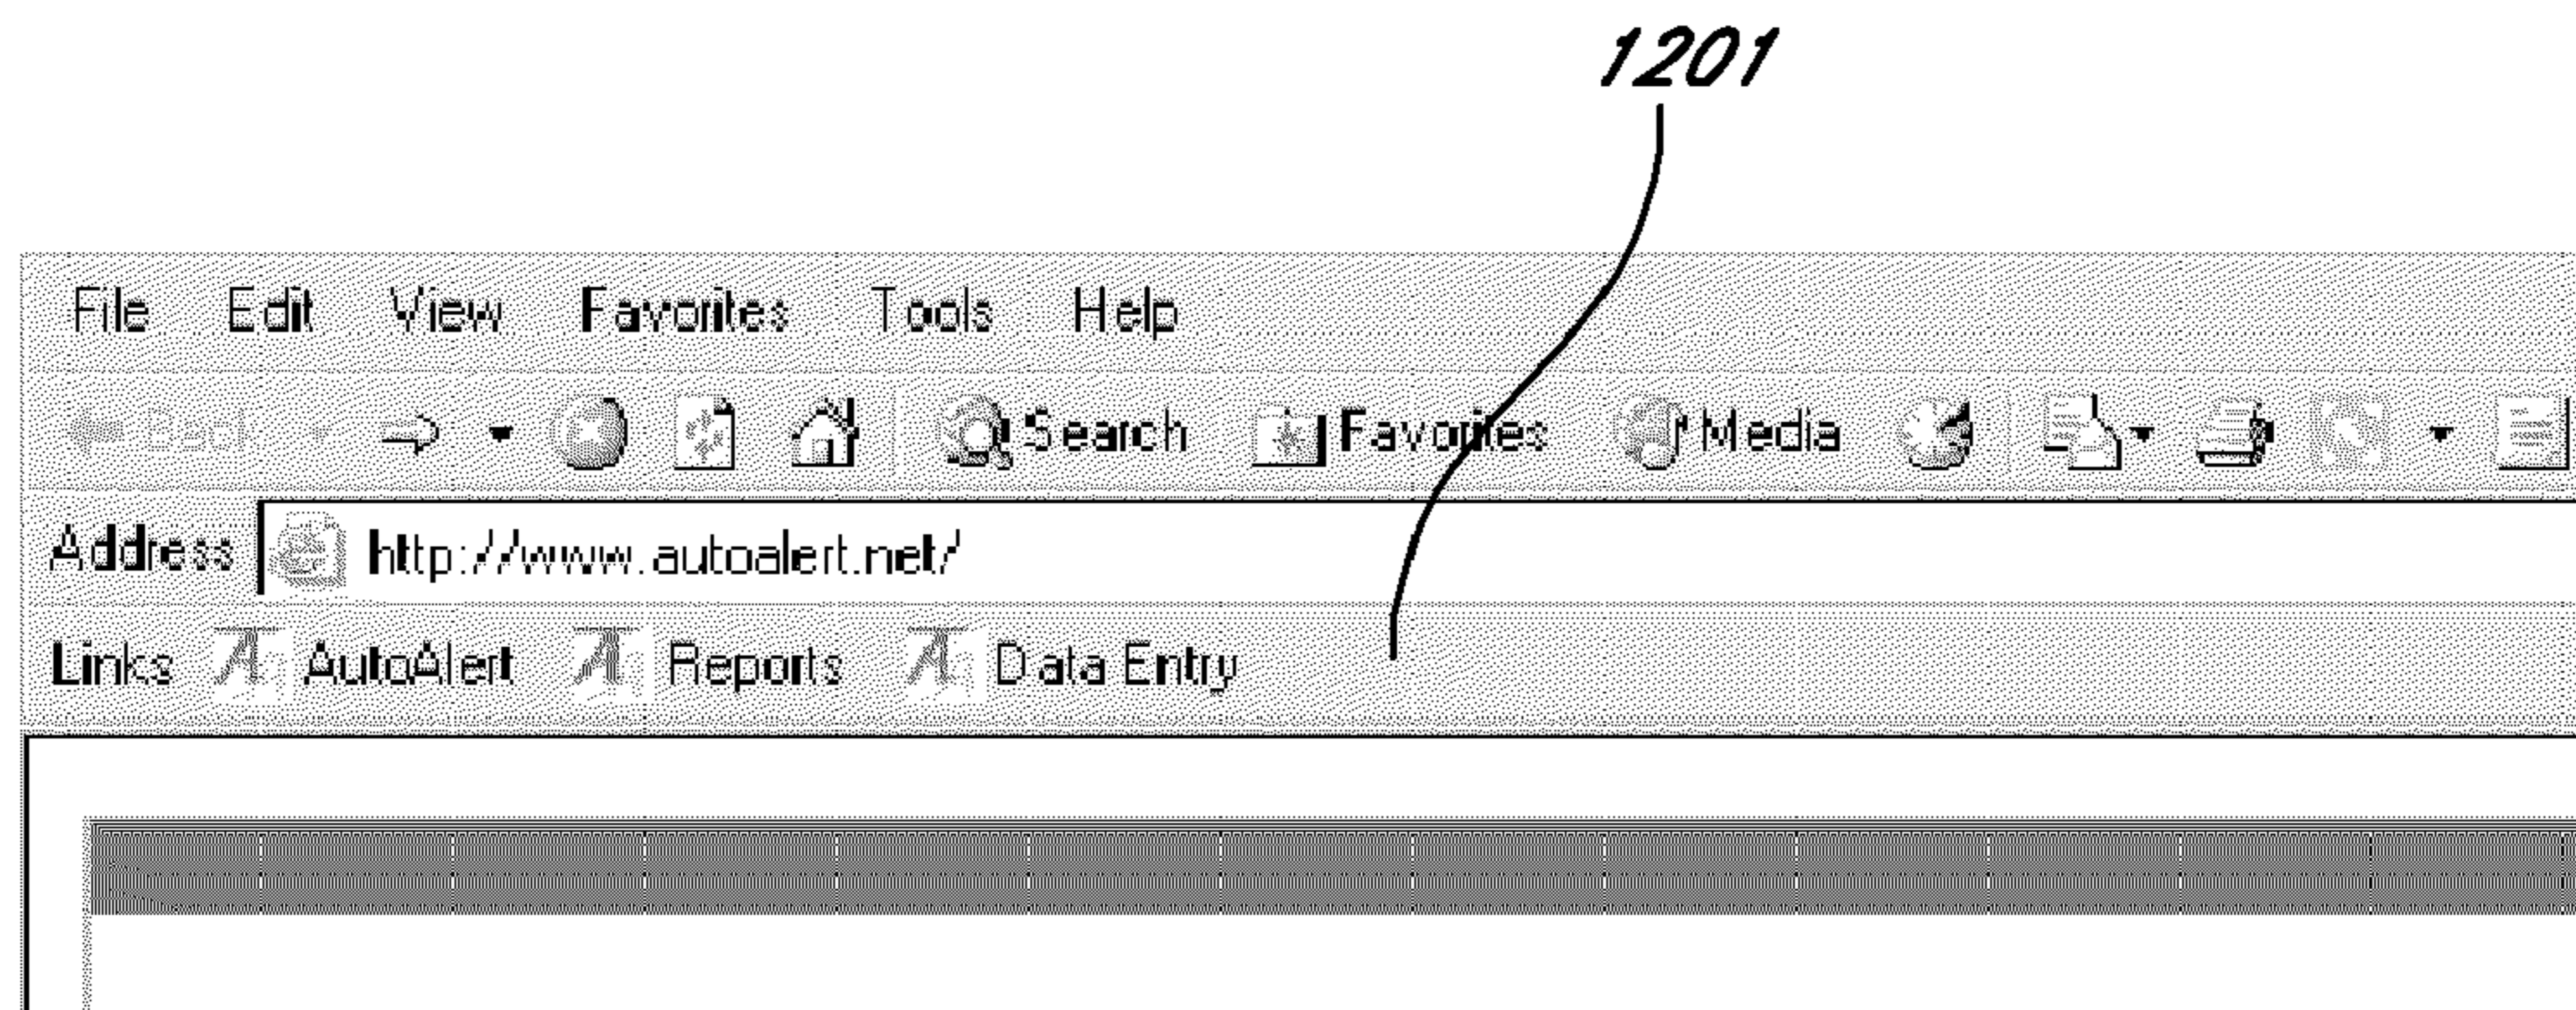 1201
File Edit View Favorites Tools Help
Back Search Favorites Media
Address http://www.autoalert.net/
Links AutoAlert Reports Data Entry